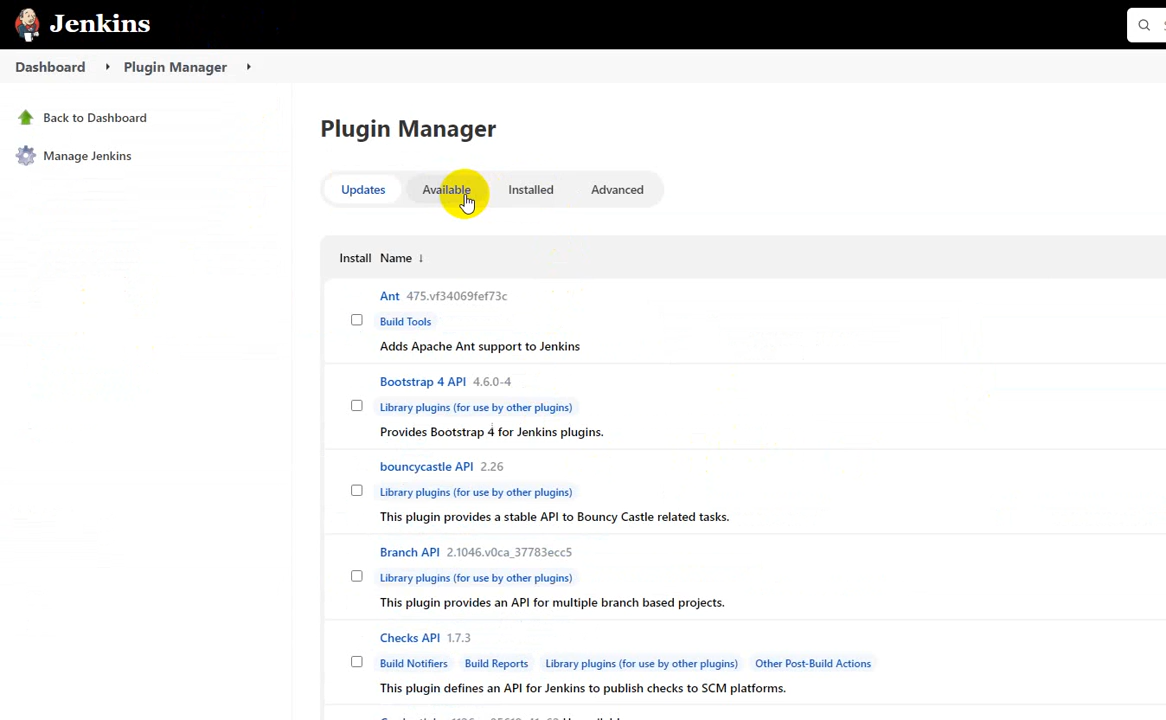 Jenkins
Dashboard
Plugin Manager
Back to Dashboard
Manage Jenkins
Plugin Manager
Updates Available Installed Advanced
Install Name ↓
Ant 475.vf34069fef73c
Build Tools
Adds Apache Ant support to Jenkins
Bootstrap 4 API 4.6.0-4
Library plugins (for use by other plugins)
Provides Bootstrap 4 for Jenkins plugins.
bouncycastle API 2.26
Library plugins (for use by other plugins)
This plugin provides a stable API to Bouncy Castle related tasks.
Branch API 2.1046.v0ca_37783ecc5
Library plugins (for use by other plugins)
This plugin provides an API for multiple branch based projects.
Checks API 1.7.3
Build Notifiers Build Reports Library plugins (for use by other plugins) Other Post-Build Actions
This plugin defines an API for Jenkins to publish checks to SCM platforms.